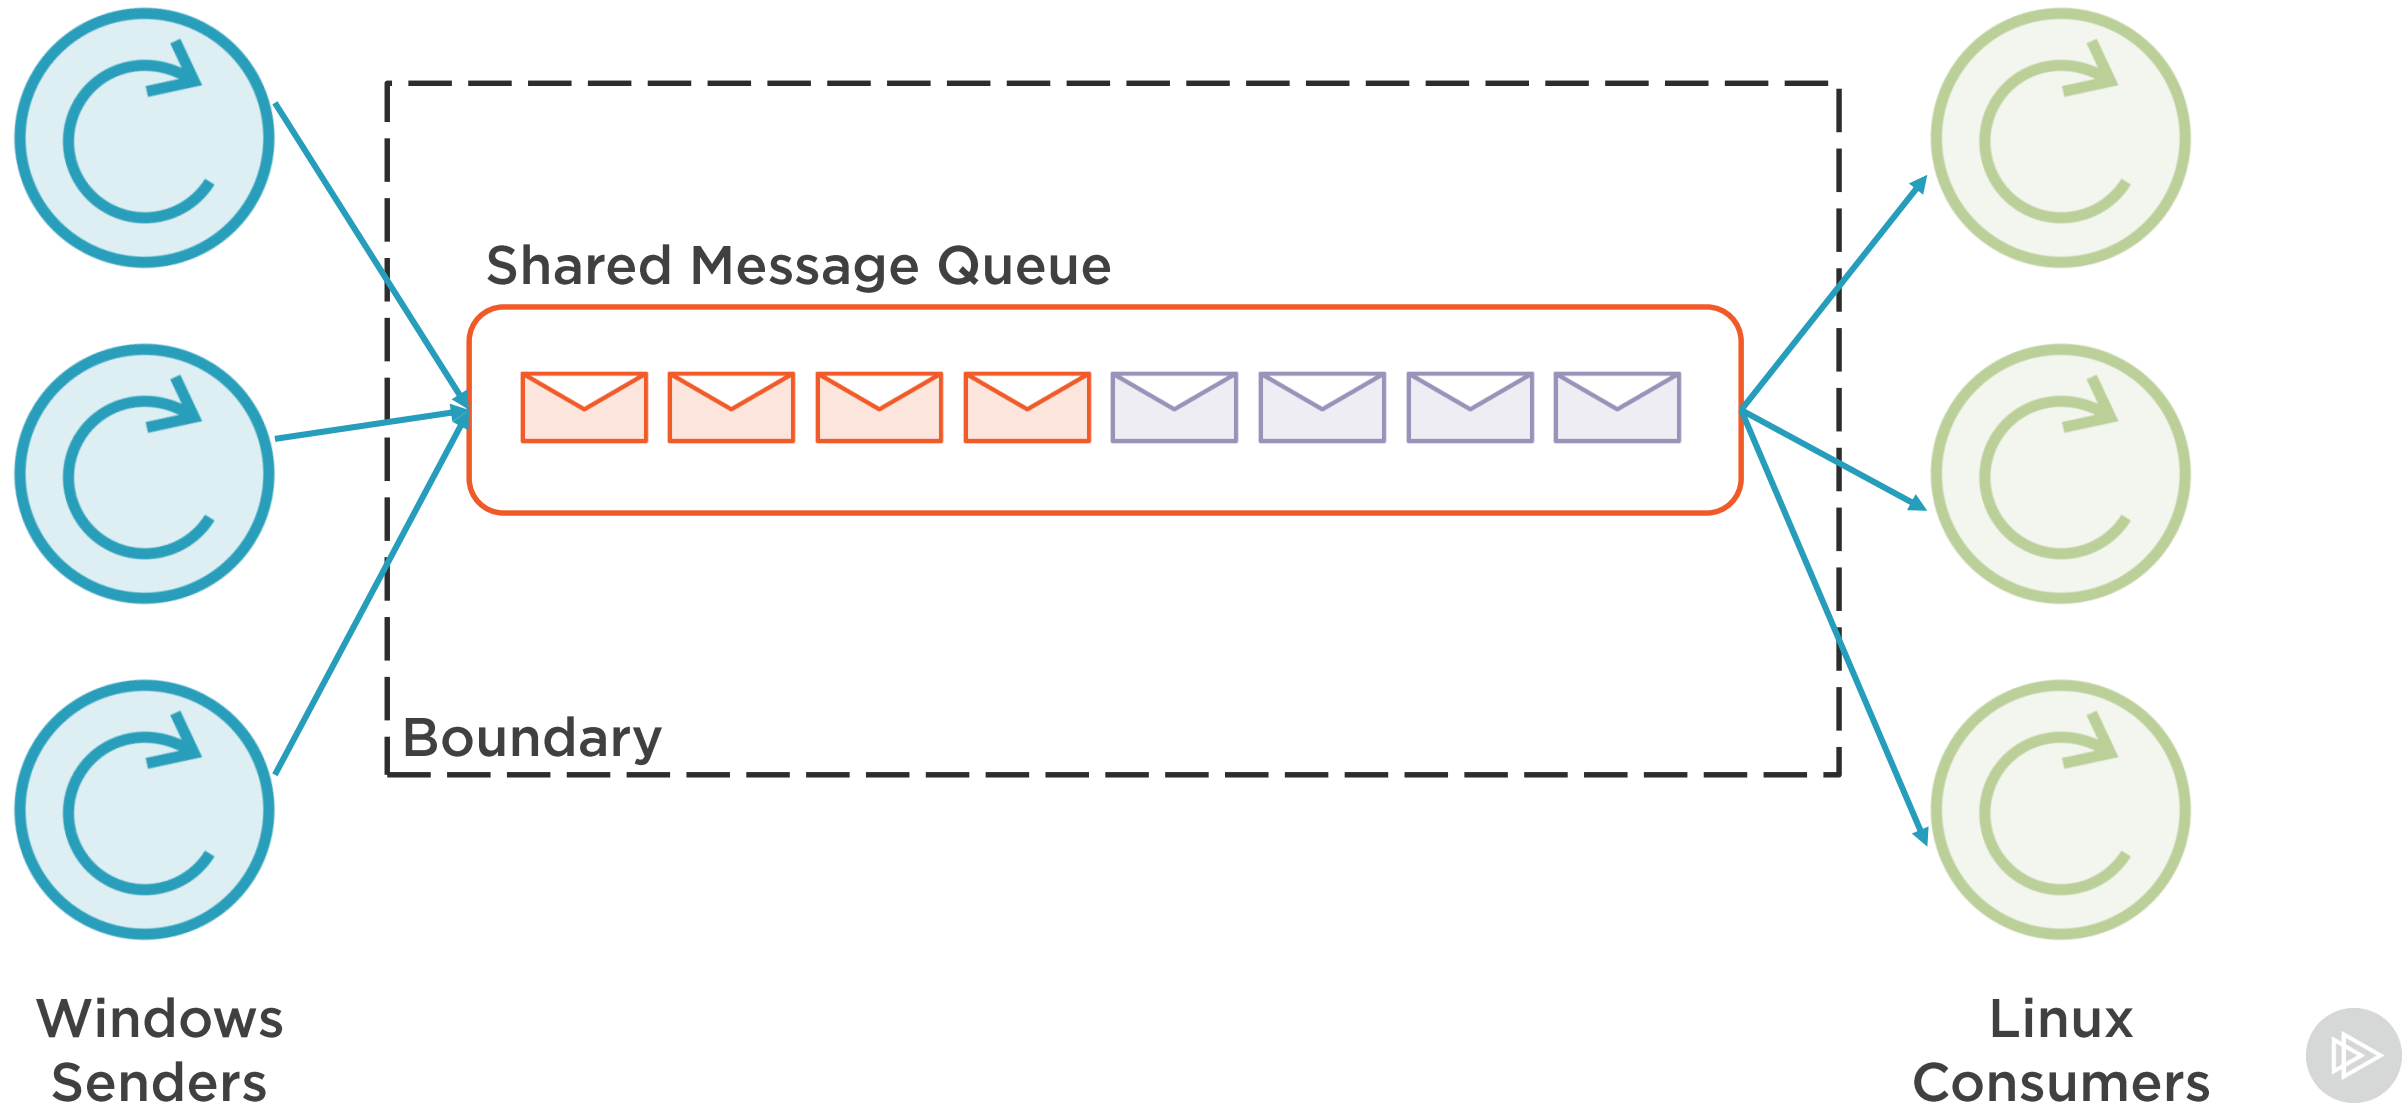 Shared Message Queue
Boundary
Windows
Senders
Linux
Consumers